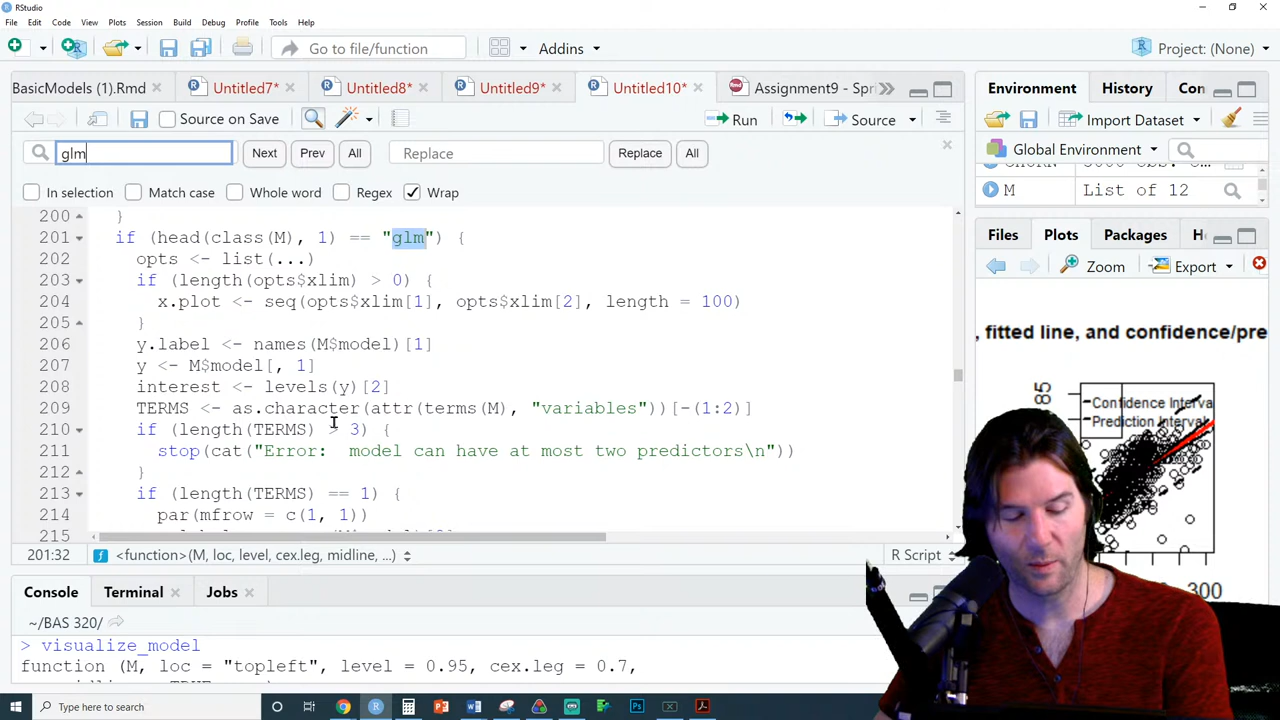 RStudio
File Edit Code View Plots Session Build Debug Profile Tools Help
Go to file/function Addins Project: (None)
BasicModels (1).Rmd Untitled7* Untitled8* Untitled9* Untitled10* Assignment9 - Spr
Source on Save Run Source
glm Next Prev All Replace Replace All
In selection Match case Whole word Regex Wrap
200 }
201 if (head(class(M), 1) == "glm") {
202 opts <- list(...)
203 if (length(opts$xlim) > 0) {
204 x.plot <- seq(opts$xlim[1], opts$xlim[2], length = 100)
205 }
206 y.label <- names(M$model)[1]
207 y <- M$model[, 1]
208 interest <- levels(y)[2]
209 TERMS <- as.character(attr(terms(M), "variables"))[-(1:2)]
210 if (length(TERMS) > 3) {
211 stop(cat("Error:  model can have at most two predictors\n"))
212 }
213 if (length(TERMS) == 1) {
214 par(mfrow = c(1, 1))
215
201:32 <function>(M, loc, level, cex.leg, midline, ...) R Script
Console Terminal Jobs
~/BAS 320/
> visualize_model
function (M, loc = "topleft", level = 0.95, cex.leg = 0.7,
Environment History Con
Import Dataset
Global Environment
M List of 12
Files Plots Packages H
Zoom Export
, fitted line, and confidence/pre
85
Confidence Interva
Prediction Interval
300
Type here to search